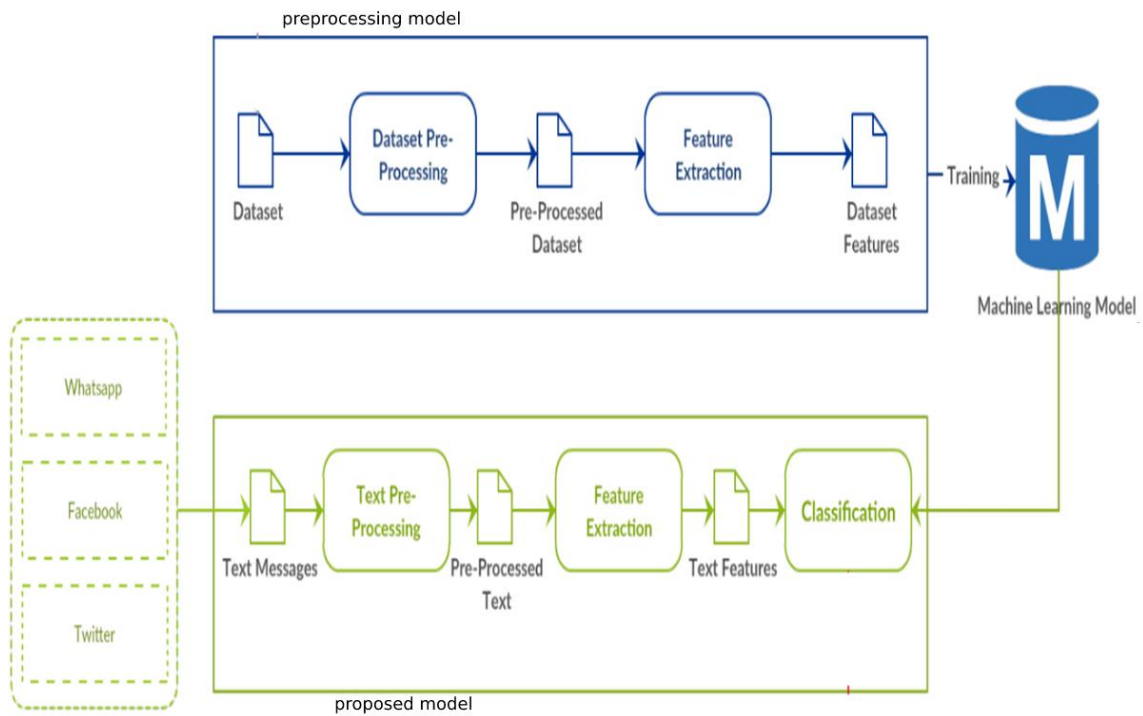 preprocessing model
Dataset Pre-
Processing
Feature
Extraction
Dataset
Pre-Processed
Dataset
Dataset
Features
Training
M
Machine Learning Model
Whatsapp
Facebook
Twitter
Text Messages
Text Pre-
Processing
Pre-Processed
Text
Feature
Extraction
Text Features
Classification
proposed model